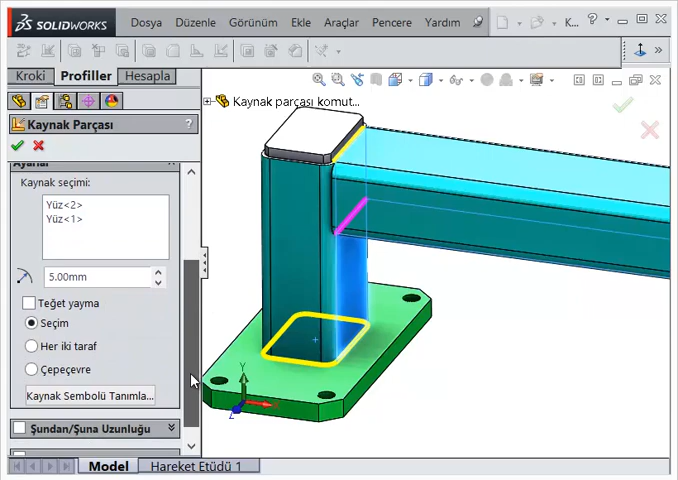 SOLIDWORKS Dosya Düzenle Görünüm Ekle Araçlar Pencere Yardım K... ?
»
Kroki Profiller Hesapla
Kaynak parçası komut...
Kaynak Parçası ?
Ayarlar
Kaynak seçimi:
Yüz<2>
Yüz<1>
5.00mm
Teğet yayma
Seçim
Her iki taraf
Çepeçevre
Kaynak Sembolü Tanımla...
Şundan/Şuna Uzunluğu
Y
Z
Model Hareket Etüdü 1